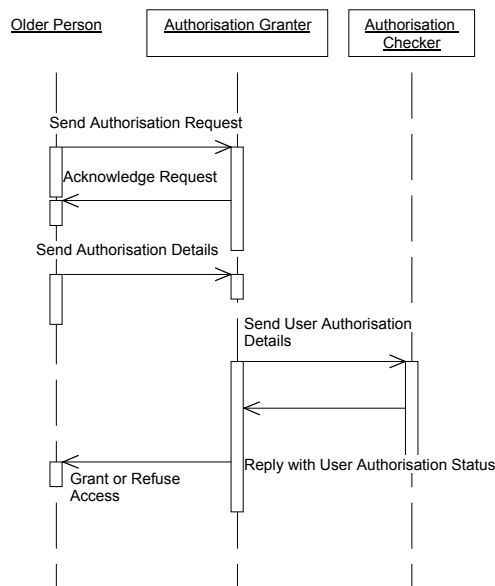 Older Person
Authorisation Granter
Authorisation
Checker
Send Authorisation Request
Acknowledge Request
Send Authorisation Details
Send User Authorisation
Details
Reply with User Authorisation Status
Grant or Refuse
Access